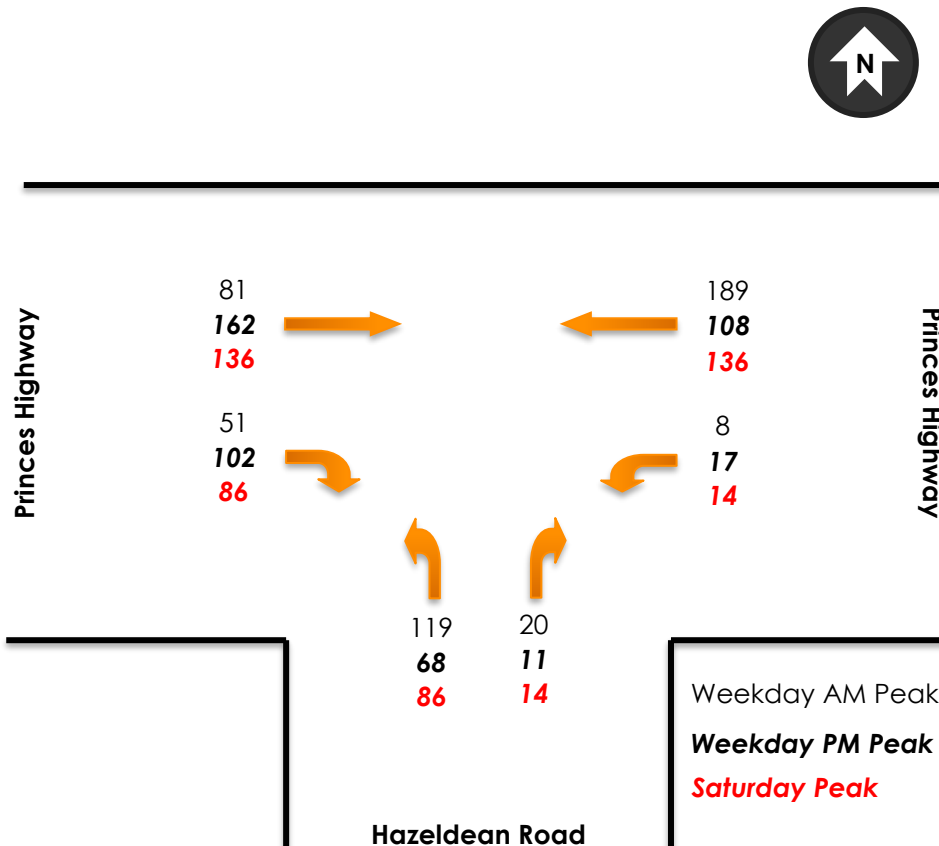 N
81
162
136
189
108
136
Princes Highway
Princes Highway
51
102
86
8
17
14
119
68
86
20
11
14
Weekday AM Peak
Weekday PM Peak
Saturday Peak
Hazeldean Road